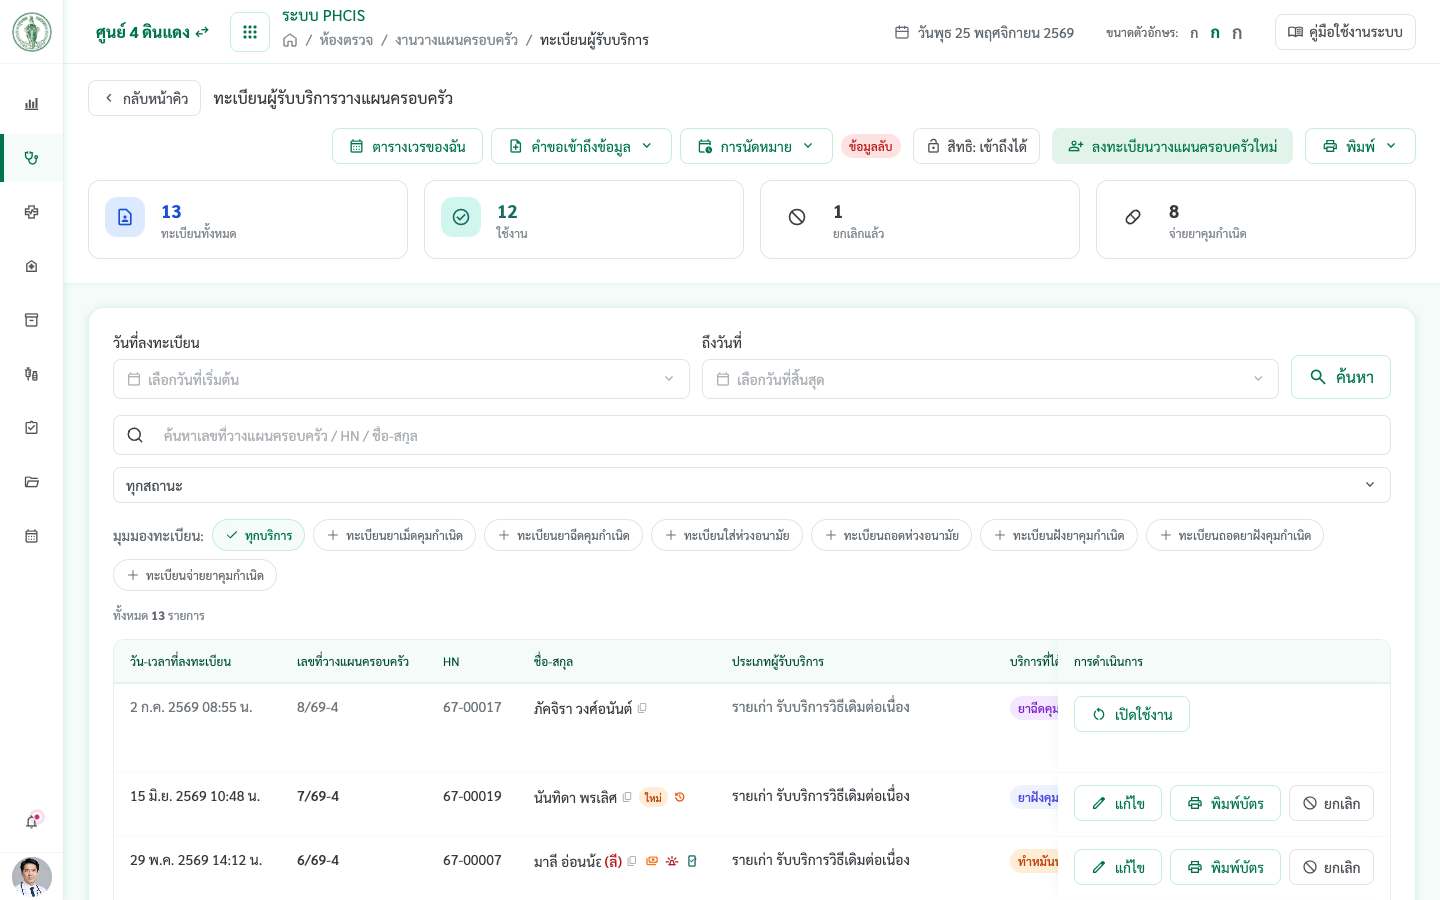 ศูนย์ 4 ดินแดง
ระบบ PHCIS
/ ห้องตรวจ / งานวางแผนครอบครัว / ทะเบียนผู้รับบริการ
วันพุธ 25 พฤศจิกายน 2569
ขนาดตัวอักษร: ก ก ก
คู่มือใช้งานระบบ
กลับหน้าคิว
ทะเบียนผู้รับบริการวางแผนครอบครัว
ตารางเวรของฉัน
คำขอเข้าถึงข้อมูล
การนัดหมาย
ข้อมูลลับ
สิทธิ: เข้าถึงได้
ลงทะเบียนวางแผนครอบครัวใหม่
พิมพ์
13
ทะเบียนทั้งหมด
12
ใช้งาน
1
ยกเลิกแล้ว
8
จ่ายยาคุมกำเนิด
วันที่ลงทะเบียน
ถึงวันที่
เลือกวันที่เริ่มต้น
เลือกวันที่สิ้นสุด
ค้นหา
ค้นหาเลขที่วางแผนครอบครัว / HN / ชื่อ-สกุล
ทุกสถานะ
มุมมองทะเบียน: ทุกบริการ ทะเบียนยาเม็ดคุมกำเนิด ทะเบียนยาฉีดคุมกำเนิด ทะเบียนใส่ห่วงอนามัย ทะเบียนถอดห่วงอนามัย ทะเบียนฝังยาคุมกำเนิด ทะเบียนถอดยาฝังคุมกำเนิด
ทะเบียนจ่ายยาคุมกำเนิด
ทั้งหมด 13 รายการ
วัน-เวลาที่ลงทะเบียน เลขที่วางแผนครอบครัว HN ชื่อ-สกุล ประเภทผู้รับบริการ บริการที่ได้ การดำเนินการ
2 ก.ค. 2569 08:55 น. 8/69-4 67-00017 ภัคจิรา วงศ์อนันต์ รายเก่า รับบริการวิธีเดิมต่อเนื่อง ยาฉีดคุม เปิดใช้งาน
15 มิ.ย. 2569 10:48 น. 7/69-4 67-00019 นันทิดา พรเลิศ ใหม่ รายเก่า รับบริการวิธีเดิมต่อเนื่อง ยาฝังคุม แก้ไข พิมพ์บัตร ยกเลิก
29 พ.ค. 2569 14:12 น. 6/69-4 67-00007 มาลี อ่อนน้อ (ลี) รายเก่า รับบริการวิธีเดิมต่อเนื่อง ทำหมัน แก้ไข พิมพ์บัตร ยกเลิก